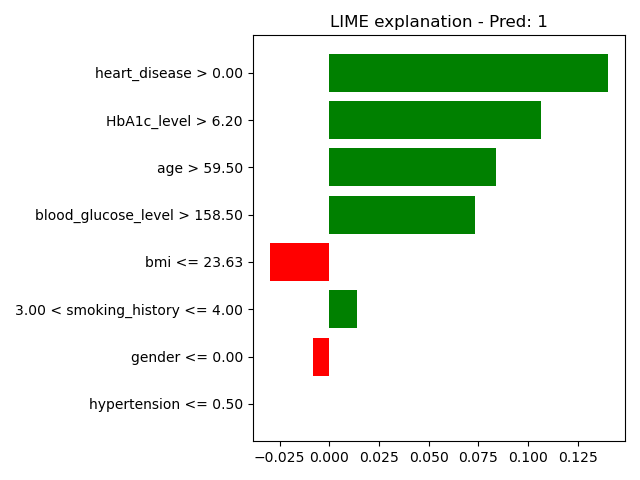 LIME explanation - Pred: 1
heart_disease > 0.00
HbA1c_level > 6.20
age > 59.50
blood_glucose_level > 158.50
bmi <= 23.63
3.00 < smoking_history <= 4.00
gender <= 0.00
hypertension <= 0.50
−0.025 0.000 0.025 0.050 0.075 0.100 0.125